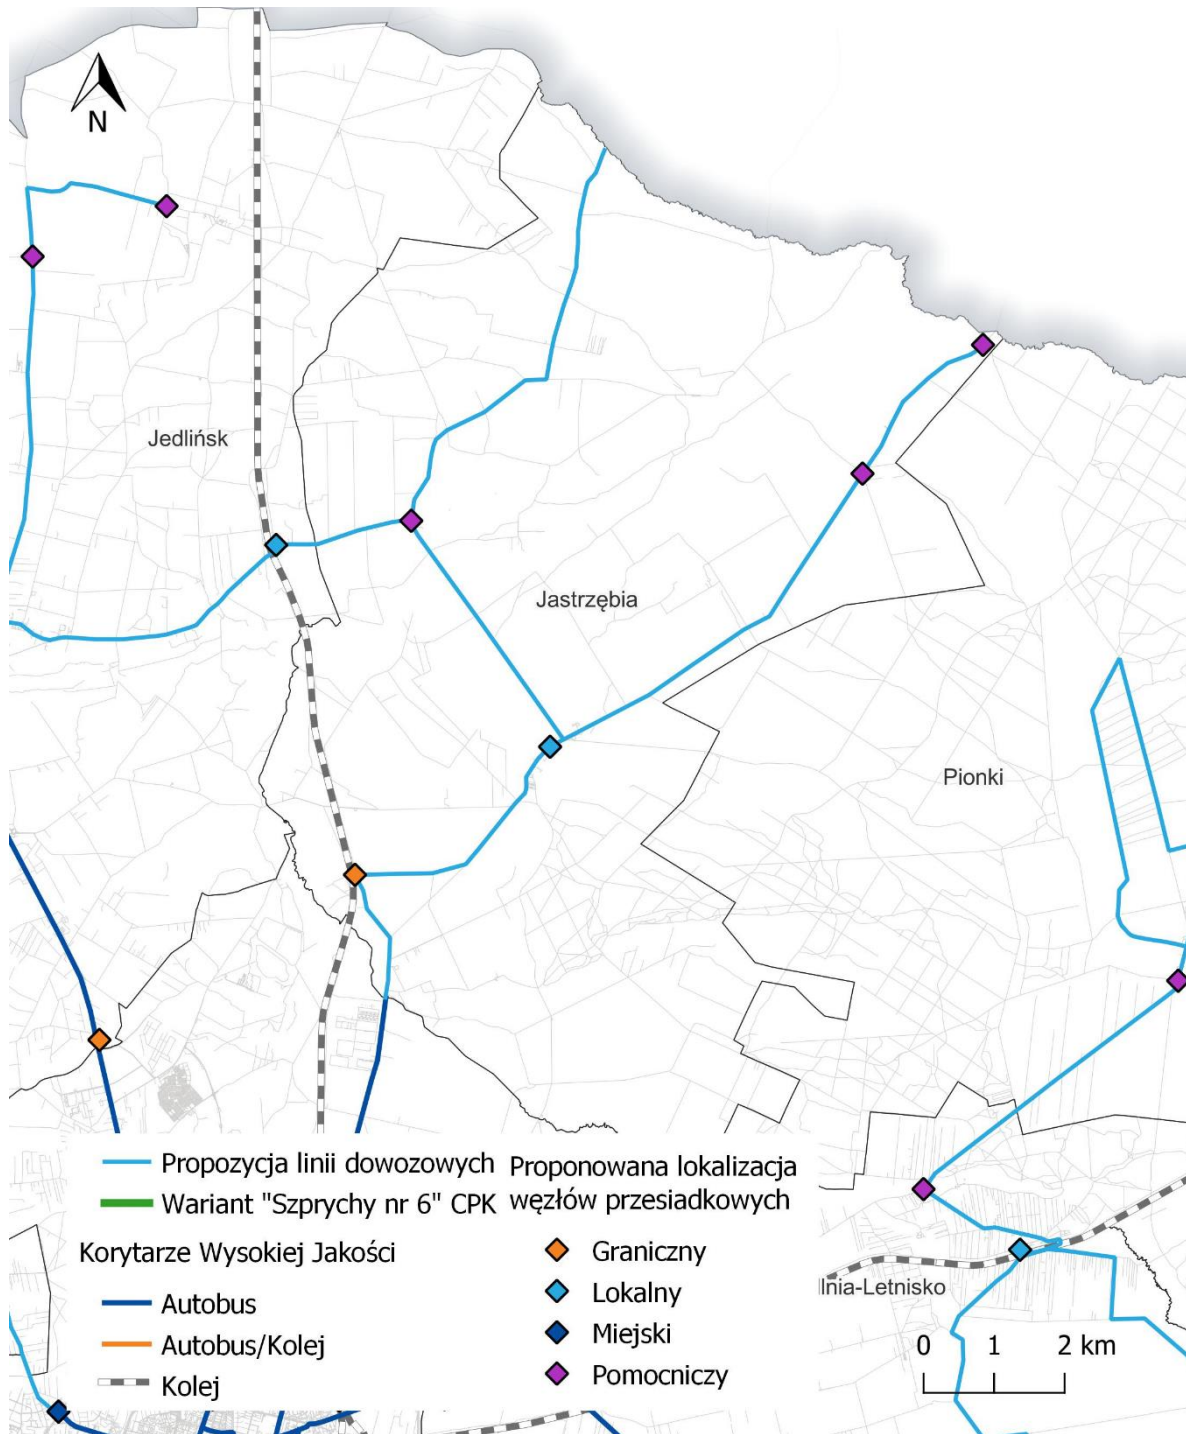 N
Jedlińsk
Jastrzębia
Pionki
Propozycja linii dowozowych
Wariant "Szprychy nr 6" CPK
Korytarze Wysokiej Jakości
Autobus
Autobus/Kolej
Kolej
Proponowana lokalizacja
węzłów przesiadkowych
Graniczny
Lokalny
Miejski
Pomocniczy
lnia-Letnisko
0 1 2 km